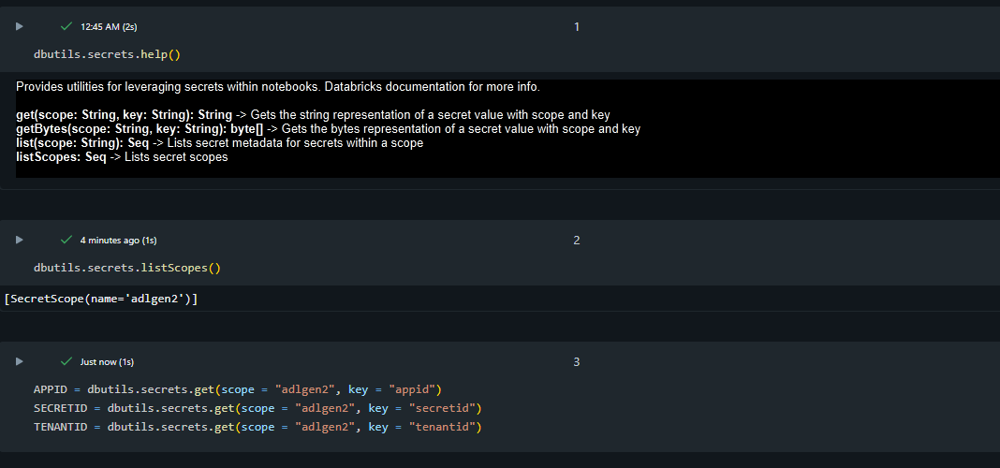 12:45 AM (2s)
1
dbutils.secrets.help()
Provides utilities for leveraging secrets within notebooks. Databricks documentation for more info.
get(scope: String, key: String): String -> Gets the string representation of a secret value with scope and key
getBytes(scope: String, key: String): byte[] -> Gets the bytes representation of a secret value with scope and key
list(scope: String): Seq -> Lists secret metadata for secrets within a scope
listScopes: Seq -> Lists secret scopes
4 minutes ago (1s)
2
dbutils.secrets.listScopes()
[SecretScope(name='adlgen2')]
Just now (1s)
3
APPID = dbutils.secrets.get(scope = "adlgen2", key = "appid")
SECRETID = dbutils.secrets.get(scope = "adlgen2", key = "secretid")
TENANTID = dbutils.secrets.get(scope = "adlgen2", key = "tenantid")